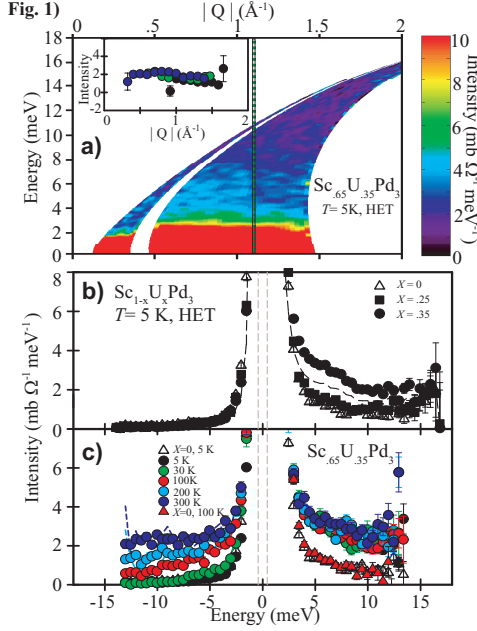 Fig. 1)
| Q | (Å⁻¹)
0 0.5 1 1.5 2
18
16
14
12
10
8
6
4
2
0
Energy (meV)
Intensity
6
4
2
0
0 0.5 1 1.5 2
| Q | (Å⁻¹)
a)
Sc.65U.35Pd3
T= 5K, HET
10
8
6
4
2
0
Intensity (mb Ω⁻¹ meV⁻¹)
b)
Sc1-xUxPd3
T= 5 K, HET
X = 0
X = .25
X = .35
8
6
4
2
0
Intensity (mb Ω⁻¹ meV⁻¹)
c)
X=0, 5 K
5 K
30 K
100K
200 K
300 K
X=0, 100 K
Sc.65U.35Pd3
6
4
2
0
-15 -10 -5 0 5 10 15
Energy (meV)